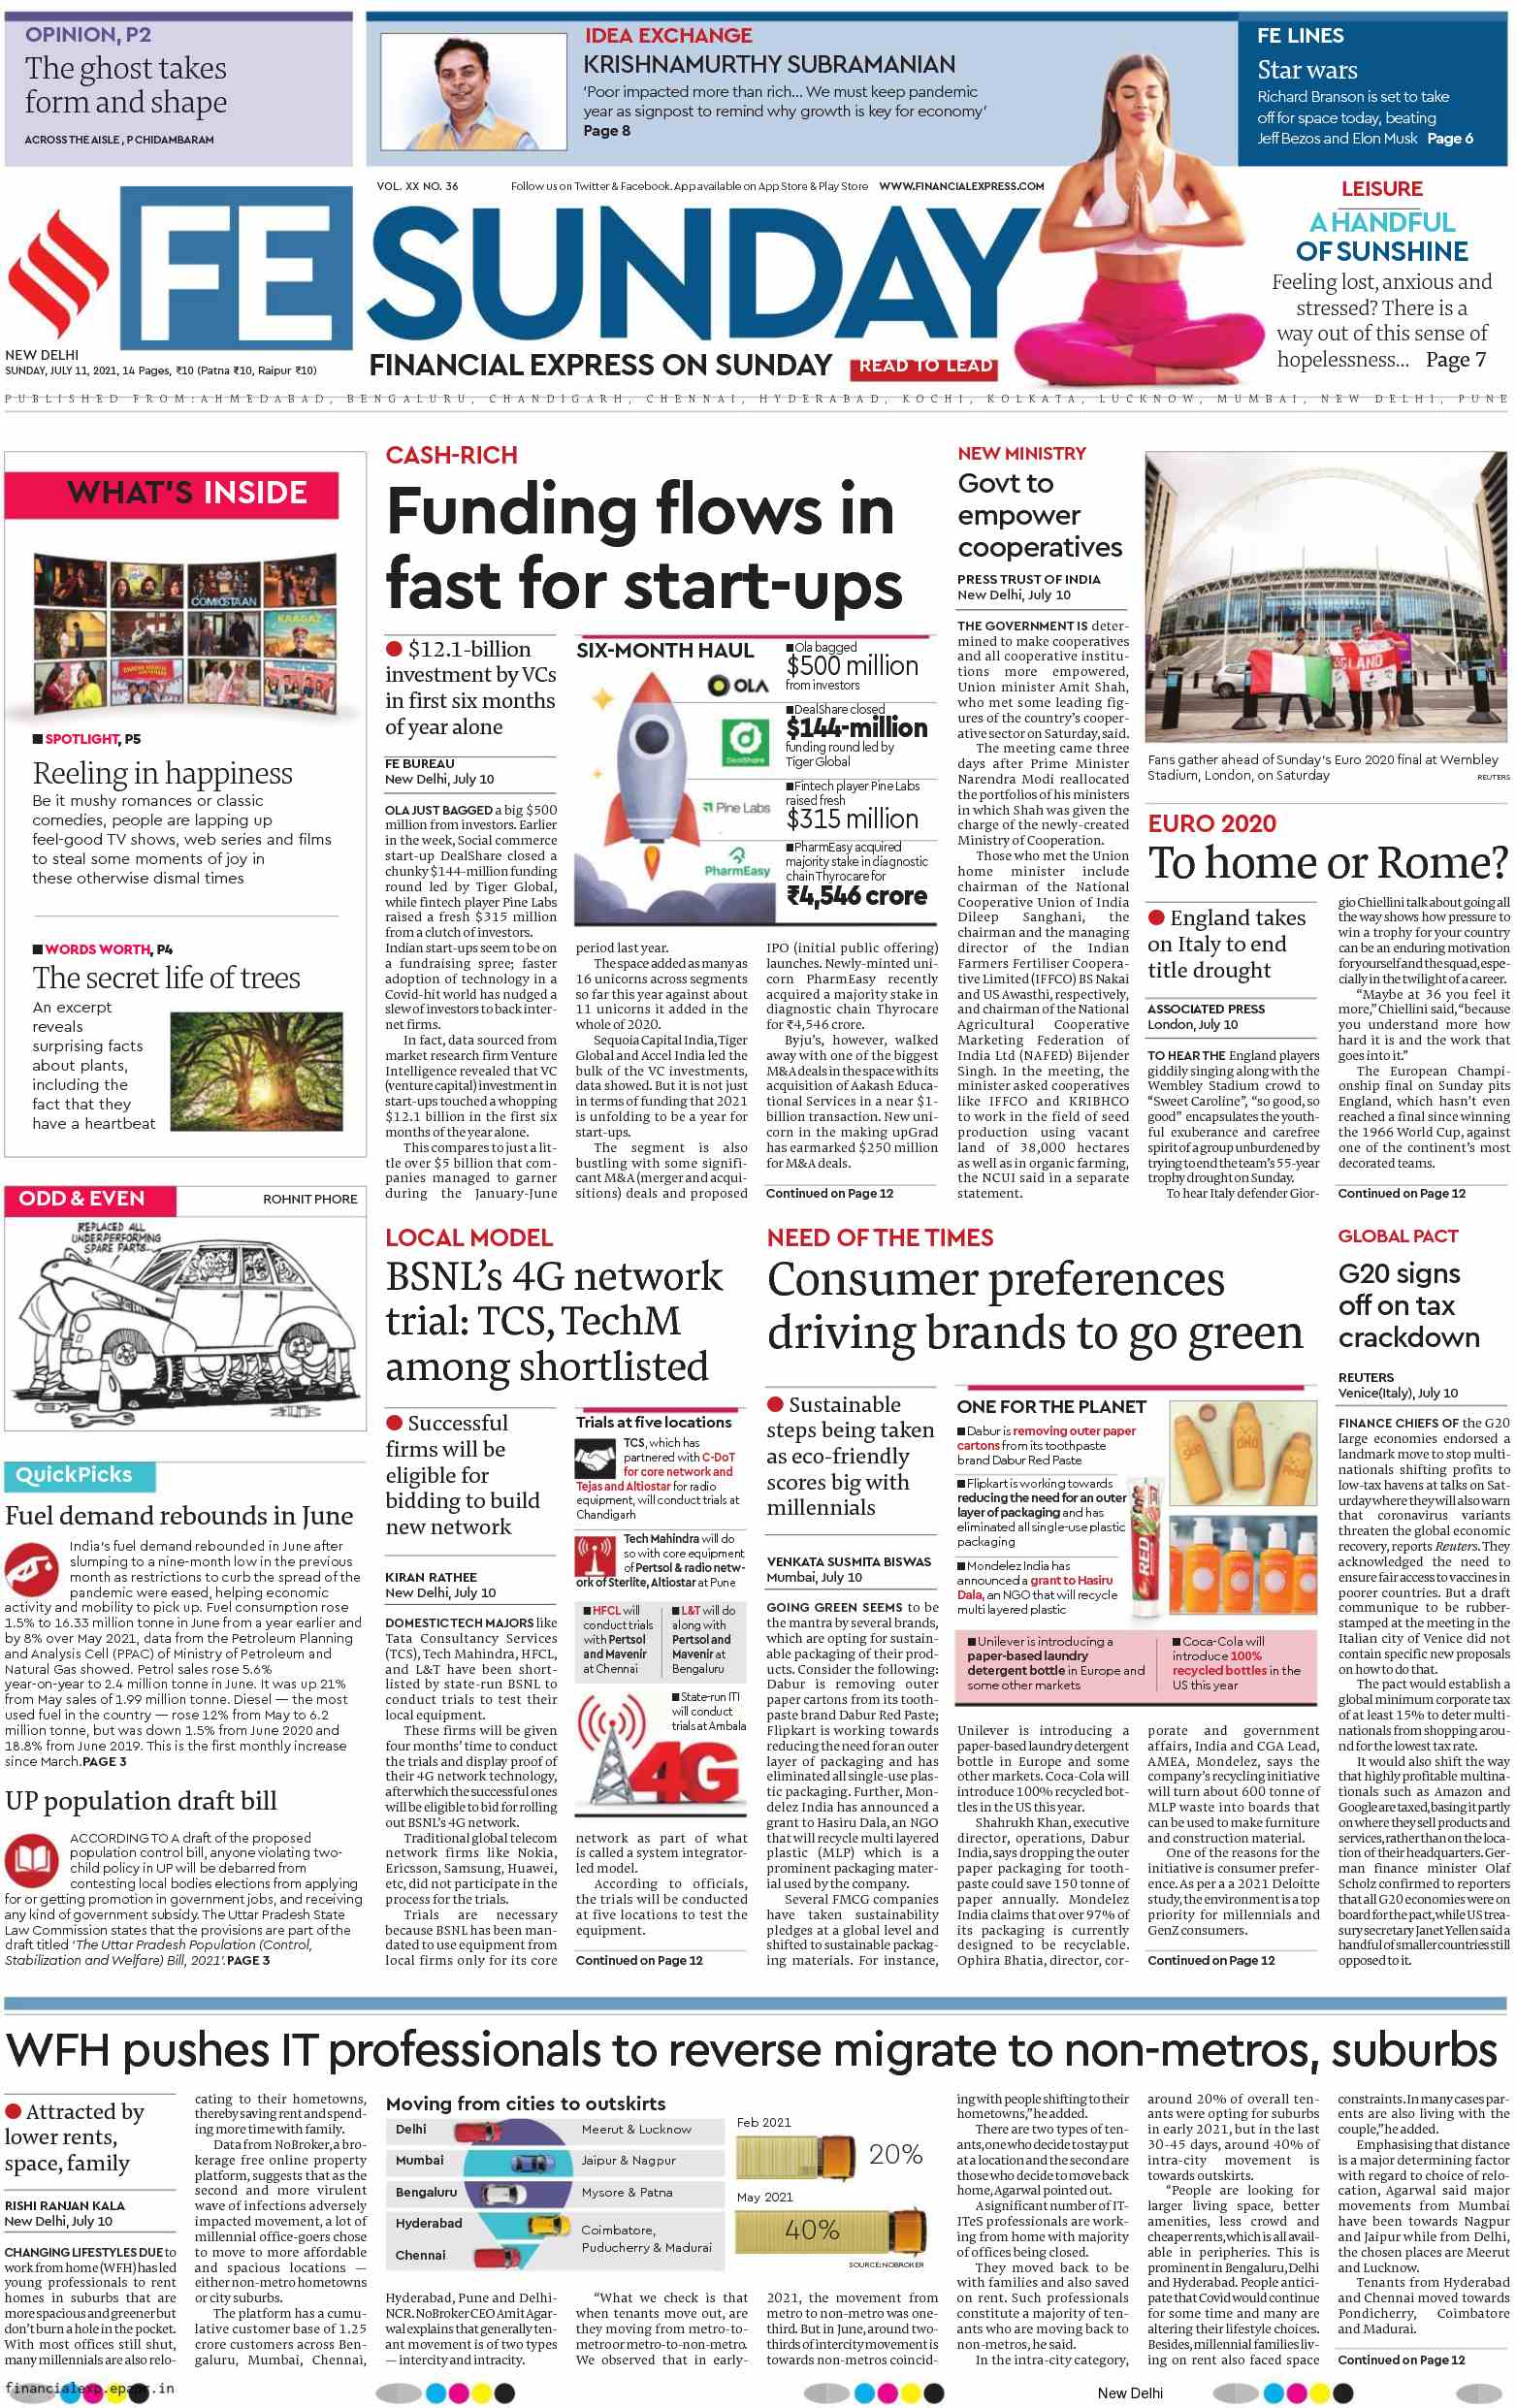 OPINION, P2
The ghost takes
form and shape
ACROSS THE AISLE, P CHIDAMBARAM
IDEA EXCHANGE
KRISHNAMURTHY SUBRAMANIAN
'Poor impacted more than rich... We must keep pandemic
year as signpost to remind why growth is key for economy'
Page 8
FE LINES
Star wars
Richard Branson is set to take
off for space today, beating
Jeff Bezos and Elon Musk Page 6
VOL. XX NO. 36 Follow us on Twitter & Facebook. App available on App Store & Play Store WWW.FINANCIALEXPRESS.COM
FE SUNDAY
NEW DELHI
SUNDAY, JULY 11, 2021, 14 Pages, ₹10 (Patna ₹10, Raipur ₹10)
FINANCIAL EXPRESS ON SUNDAY
READ TO LEAD
LEISURE
A HANDFUL
OF SUNSHINE
Feeling lost, anxious and
stressed? There is a
way out of this sense of
hopelessness... Page 7
PUBLISHED FROM: AHMEDABAD, BENGALURU, CHANDIGARH, CHENNAI, HYDERABAD, KOCHI, KOLKATA, LUCKNOW, MUMBAI, NEW DELHI, PUNE
WHAT'S INSIDE
COMICSTAAN
KAAGAZ
SPOTLIGHT, P5
Reeling in happiness
Be it mushy romances or classic
comedies, people are lapping up
feel-good TV shows, web series and films
to steal some moments of joy in
these otherwise dismal times
WORDS WORTH, P4
The secret life of trees
An excerpt
reveals
surprising facts
about plants,
including the
fact that they
have a heartbeat
ODD & EVEN
ROHNIT PHORE
REPLACED ALL
UNDERPERFORMING
SPARE PARTS...
QuickPicks
Fuel demand rebounds in June
India's fuel demand rebounded in June after
slumping to a nine-month low in the previous
month as restrictions to curb the spread of the
pandemic were eased, helping economic
activity and mobility to pick up. Fuel consumption rose
1.5% to 16.33 million tonne in June from a year earlier and
by 8% over May 2021, data from the Petroleum Planning
and Analysis Cell (PPAC) of Ministry of Petroleum and
Natural Gas showed. Petrol sales rose 5.6%
year-on-year to 2.4 million tonne in June. It was up 21%
from May sales of 1.99 million tonne. Diesel — the most
used fuel in the country — rose 12% from May to 6.2
million tonne, but was down 1.5% from June 2020 and
18.8% from June 2019. This is the first monthly increase
since March. PAGE 3
UP population draft bill
ACCORDING TO A draft of the proposed
population control bill, anyone violating two-
child policy in UP will be debarred from
contesting local bodies elections from applying
for or getting promotion in government jobs, and receiving
any kind of government subsidy. The Uttar Pradesh State
Law Commission states that the provisions are part of the
draft titled 'The Uttar Pradesh Population (Control,
Stabilization and Welfare) Bill, 2021'. PAGE 3
CASH-RICH
Funding flows in
fast for start-ups
$12.1-billion
investment by VCs
in first six months
of year alone
FE BUREAU
New Delhi, July 10
OLA JUST BAGGED a big $500
million from investors. Earlier
in the week, Social commerce
start-up DealShare closed a
chunky $144-million funding
round led by Tiger Global,
while fintech player Pine Labs
raised a fresh $315 million
from a clutch of investors.
Indian start-ups seem to be on
a fundraising spree; faster
adoption of technology in a
Covid-hit world has nudged a
slew of investors to back inter-
net firms.
In fact, data sourced from
market research firm Venture
Intelligence revealed that VC
(venture capital) investment in
start-ups touched a whopping
$12.1 billion in the first six
months of the year alone.
This compares to just a lit-
tle over $5 billion that com-
panies managed to garner
during the January-June
SIX-MONTH HAUL
OLA
Ola bagged
$500 million
from investors
DealShare
DealShare closed
$144-million
funding round led by
Tiger Global
Pine Labs
Fintech player Pine Labs
raised fresh
$315 million
PharmEasy
PharmEasy acquired
majority stake in diagnostic
chain Thyrocare for
₹4,546 crore
period last year.
The space added as many as
16 unicorns across segments
so far this year against about
11 unicorns it added in the
whole of 2020.
Sequoia Capital India, Tiger
Global and Accel India led the
bulk of the VC investments,
data showed. But it is not just
in terms of funding that 2021
is unfolding to be a year for
start-ups.
The segment is also
bustling with some signifi-
cant M&A (merger and acqui-
sitions) deals and proposed
IPO (initial public offering)
launches. Newly-minted uni-
corn PharmEasy recently
acquired a majority stake in
diagnostic chain Thyrocare
for ₹4,546 crore.
Byju's, however, walked
away with one of the biggest
M&A deals in the space with its
acquisition of Aakash Educa-
tional Services in a near $1-
billion transaction. New uni-
corn in the making upGrad
has earmarked $250 million
for M&A deals.
Continued on Page 12
NEW MINISTRY
Govt to
empower
cooperatives
PRESS TRUST OF INDIA
New Delhi, July 10
THE GOVERNMENT IS deter-
mined to make cooperatives
and all cooperative institu-
tions more empowered,
Union minister Amit Shah,
who met some leading fig-
ures of the country's cooper-
ative sector on Saturday, said.
The meeting came three
days after Prime Minister
Narendra Modi reallocated
the portfolios of his ministers
in which Shah was given the
charge of the newly-created
Ministry of Cooperation.
Those who met the Union
home minister include
chairman of the National
Cooperative Union of India
Dileep Sanghani, the
chairman and the managing
director of the Indian
Farmers Fertiliser Coopera-
tive Limited (IFFCO) BS Nakai
and US Awasthi, respectively,
and chairman of the National
Agricultural Cooperative
Marketing Federation of
India Ltd (NAFED) Bijender
Singh. In the meeting, the
minister asked cooperatives
like IFFCO and KRIBHCO
to work in the field of seed
production using vacant
land of 38,000 hectares
as well as in organic farming,
the NCUI said in a separate
statement.
Fans gather ahead of Sunday's Euro 2020 final at Wembley
Stadium, London, on Saturday
REUTERS
EURO 2020
To home or Rome?
England takes
on Italy to end
title drought
ASSOCIATED PRESS
London, July 10
TO HEAR THE England players
giddily singing along with the
Wembley Stadium crowd to
"Sweet Caroline", "so good, so
good" encapsulates the youth-
ful exuberance and carefree
spirit of a group unburdened by
trying to end the team's 55-year
trophy drought on Sunday.
To hear Italy defender Gior-
gio Chiellini talk about going all
the way shows how pressure to
win a trophy for your country
can be an enduring motivation
for yourself and the squad, espe-
cially in the twilight of a career.
"Maybe at 36 you feel it
more," Chiellini said, "because
you understand more how
hard it is and the work that
goes into it."
The European Champi-
onship final on Sunday pits
England, which hasn't even
reached a final since winning
the 1966 World Cup, against
one of the continent's most
decorated teams.
Continued on Page 12
LOCAL MODEL
BSNL's 4G network
trial: TCS, TechM
among shortlisted
Successful
firms will be
eligible for
bidding to build
new network
KIRAN RATHEE
New Delhi, July 10
DOMESTIC TECH MAJORS like
Tata Consultancy Services
(TCS), Tech Mahindra, HFCL,
and L&T have been short-
listed by state-run BSNL to
conduct trials to test their
local equipment.
These firms will be given
four months' time to conduct
the trials and display proof of
their 4G network technology,
after which the successful ones
will be eligible to bid for rolling
out BSNL's 4G network.
Traditional global telecom
network firms like Nokia,
Ericsson, Samsung, Huawei,
etc, did not participate in the
process for the trials.
Trials are necessary
because BSNL has been man-
dated to use equipment from
local firms only for its core
Trials at five locations
TCS, which has
partnered with C-DoT
for core network and
Tejas and Altiostar for radio
equipment, will conduct trials at
Chandigarh
Tech Mahindra will do
so with core equipment
of Pertsol & radio netw-
ork of Sterlite, Altiostar at Pune
HFCL will
conduct trials
with Pertsol
and Mavenir
at Chennai
L&T will do
along with
Pertsol and
Mavenir at
Bengaluru
State-run ITI
will conduct
trials at Ambala
4G
network as part of what
is called a system integrator-
led model.
According to officials,
the trials will be conducted
at five locations to test the
equipment.
Continued on Page 12
NEED OF THE TIMES
Consumer preferences
driving brands to go green
Sustainable
steps being taken
as eco-friendly
scores big with
millennials
VENKATA SUSMITA BISWAS
Mumbai, July 10
GOING GREEN SEEMS to be
the mantra by several brands,
which are opting for sustain-
able packaging of their prod-
ucts. Consider the following:
Dabur is removing outer
paper cartons from its tooth-
paste brand Dabur Red Paste;
Flipkart is working towards
reducing the need for an outer
layer of packaging and has
eliminated all single-use plas-
tic packaging. Further, Mon-
delez India has announced a
grant to Hasiru Dala, an NGO
that will recycle multi layered
plastic (MLP) which is a
prominent packaging mater-
ial used by the company.
Several FMCG companies
have taken sustainability
pledges at a global level and
shifted to sustainable packag-
ing materials. For instance,
ONE FOR THE PLANET
Dabur is removing outer paper
cartons from its toothpaste
brand Dabur Red Paste
Flipkart is working towards
reducing the need for an outer
layer of packaging and has
eliminated all single-use plastic
packaging
Mondelez India has
announced a grant to Hasiru
Dala, an NGO that will recycle
multi layered plastic
RED
OMO
Unilever is introducing a
paper-based laundry
detergent bottle in Europe and
some other markets
Coca-Cola will
introduce 100%
recycled bottles in the
US this year
Unilever is introducing a
paper-based laundry detergent
bottle in Europe and some
other markets. Coca-Cola will
introduce 100% recycled bot-
tles in the US this year.
Shahrukh Khan, executive
director, operations, Dabur
India, says dropping the outer
paper packaging for tooth-
paste could save 150 tonne of
paper annually. Mondelez
India claims that over 97% of
its packaging is currently
designed to be recyclable.
Ophira Bhatia, director, cor-
porate and government
affairs, India and CGA Lead,
AMEA, Mondelez, says the
company's recycling initiative
will turn about 600 tonne of
MLP waste into boards that
can be used to make furniture
and construction material.
One of the reasons for the
initiative is consumer prefer-
ence. As per a a 2021 Deloitte
study, the environment is a top
priority for millennials and
GenZ consumers.
Continued on Page 12
GLOBAL PACT
G20 signs
off on tax
crackdown
REUTERS
Venice(Italy), July 10
FINANCE CHIEFS OF the G20
large economies endorsed a
landmark move to stop multi-
nationals shifting profits to
low-tax havens at talks on Sat-
urday where they will also warn
that coronavirus variants
threaten the global economic
recovery, reports Reuters. They
acknowledged the need to
ensure fair access to vaccines in
poorer countries. But a draft
communique to be rubber-
stamped at the meeting in the
Italian city of Venice did not
contain specific new proposals
on how to do that.
The pact would establish a
global minimum corporate tax
of at least 15% to deter multi-
nationals from shopping arou-
nd for the lowest tax rate.
It would also shift the way
that highly profitable multina-
tionals such as Amazon and
Google are taxed, basing it partly
on where they sell products and
services, rather than on the loca-
tion of their headquarters. Ger-
man finance minister Olaf
Scholz confirmed to reporters
that all G20 economies were on
board for the pact, while US trea-
sury secretary Janet Yellen said a
handful of smaller countries still
opposed to it.
WFH pushes IT professionals to reverse migrate to non-metros, suburbs
Attracted by
lower rents,
space, family
RISHI RANJAN KALA
New Delhi, July 10
CHANGING LIFESTYLES DUE to
work from home (WFH) has led
young professionals to rent
homes in suburbs that are
more spacious and greener but
don't burn a hole in the pocket.
With most offices still shut,
many millennials are also relo-
cating to their hometowns,
thereby saving rent and spend-
ing more time with family.
Data from NoBroker, a bro-
kerage free online property
platform, suggests that as the
second and more virulent
wave of infections adversely
impacted movement, a lot of
millennial office-goers chose
to move to more affordable
and spacious locations —
either non-metro hometowns
or city suburbs.
The platform has a cumu-
lative customer base of 1.25
crore customers across Ben-
galuru, Mumbai, Chennai,
Moving from cities to outskirts
Delhi Meerut & Lucknow
Mumbai Jaipur & Nagpur
Bengaluru Mysore & Patna
Hyderabad
Chennai
Coimbatore,
Puducherry & Madurai
Feb 2021
20%
May 2021
40%
SOURCE: NOBROKER
Hyderabad, Pune and Delhi-
NCR. NoBroker CEO Amit Agar-
wal explains that generally ten-
ant movement is of two types
— intercity and intracity.
"What we check is that
when tenants move out, are
they moving from metro-to-
metro or metro-to-non-metro.
We observed that in early-
2021, the movement from
metro to non-metro was one-
third. But in June, around two-
thirds of intercity movement is
towards non-metros coincid-
ing with people shifting to their
hometowns," he added.
There are two types of ten-
ants, one who decide to stay put
at a location and the second are
those who decide to move back
home, Agarwal pointed out.
A significant number of IT-
ITeS professionals are work-
ing from home with majority
of offices being closed.
They moved back to be
with families and also saved
on rent. Such professionals
constitute a majority of ten-
ants who are moving back to
non-metros, he said.
In the intra-city category,
around 20% of overall ten-
ants were opting for suburbs
in early 2021, but in the last
30-45 days, around 40% of
intra-city movement is
towards outskirts.
"People are looking for
larger living space, better
amenities, less crowd and
cheaper rents, which is all avail-
able in peripheries. This is
prominent in Bengaluru, Delhi
and Hyderabad. People antici-
pate that Covid would continue
for some time and many are
altering their lifestyle choices.
Besides, millennial families liv-
ing on rent also faced space
constraints. In many cases par-
ents are also living with the
couple," he added.
Emphasising that distance
is a major determining factor
with regard to choice of relo-
cation, Agarwal said major
movements from Mumbai
have been towards Nagpur
and Jaipur while from Delhi,
the chosen places are Meerut
and Lucknow.
Tenants from Hyderabad
and Chennai moved towards
Pondicherry, Coimbatore
and Madurai.
Continued on Page 12
financialexp.epapr.in
New Delhi